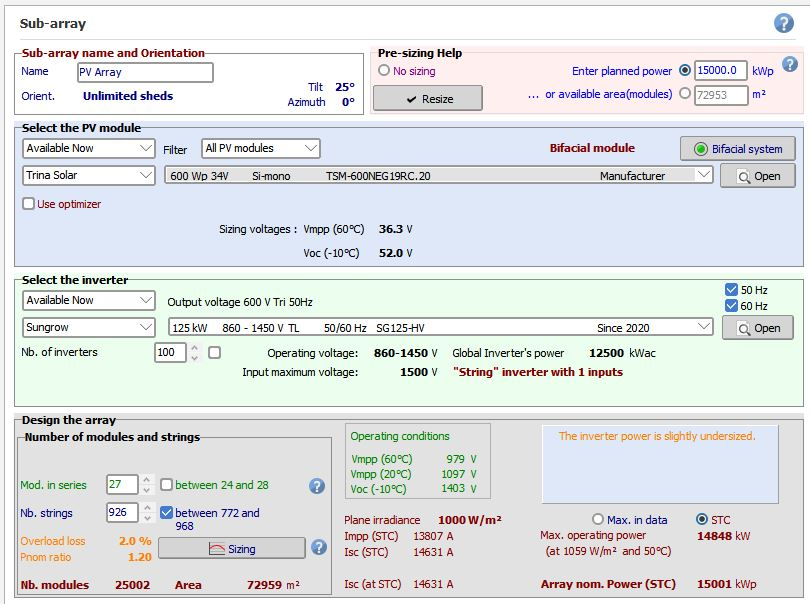 Sub-array
?
Sub-array name and Orientation
Name PV Array
Orient. Unlimited sheds
Tilt 25°
Azimuth 0°
Pre-sizing Help
No sizing
Enter planned power 15000.0 kWp ?
Resize
... or available area(modules) 72953 m²
Select the PV module
Available Now Filter All PV modules Bifacial module Bifacial system
Trina Solar 600 Wp 34V Si-mono TSM-600NEG19RC.20 Manufacturer Open
Use optimizer
Sizing voltages : Vmpp (60°C) 36.3 V
Voc (-10°C) 52.0 V
Select the inverter
Available Now Output voltage 600 V Tri 50Hz
50 Hz
60 Hz
Sungrow 125 kW 860 - 1450 V TL 50/60 Hz SG125-HV Since 2020 Open
Nb. of inverters 100 Operating voltage: 860-1450 V Global Inverter's power 12500 kWac
Input maximum voltage: 1500 V "String" inverter with 1 inputs
Design the array
Number of modules and strings
Mod. in series 27 between 24 and 28 ?
Nb. strings 926 between 772 and
968
Overload loss 2.0 %
Pnom ratio 1.20
Sizing ?
Nb. modules 25002 Area 72959 m²
Operating conditions
Vmpp (60°C) 979 V
Vmpp (20°C) 1097 V
Voc (-10°C) 1403 V
Plane irradiance 1000 W/m²
Impp (STC) 13807 A
Isc (STC) 14631 A
Isc (at STC) 14631 A
The inverter power is slightly undersized.
Max. in data STC
Max. operating power 14848 kW
(at 1059 W/m² and 50°C)
Array nom. Power (STC) 15001 kWp